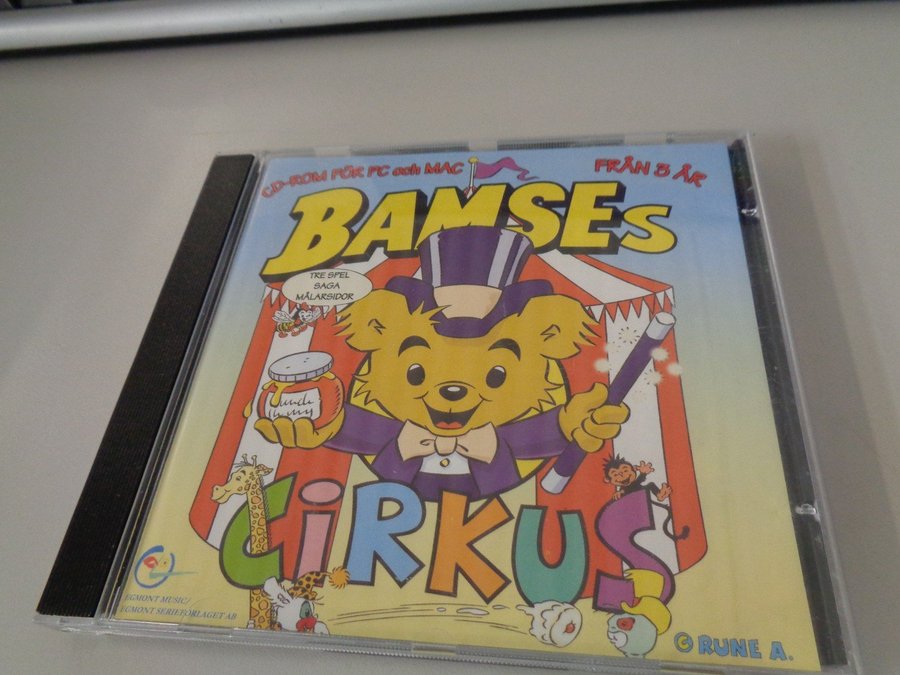 CD-ROM FÖR PC och MAC
FRÅN 3 ÅR
BAMSEs
TRE SPEL
SAGA
MÅLARSIDOR
CIRKUS
EGMONT MUSIC/
EGMONT SERIEFÖRLAGET AB
© RUNE A.